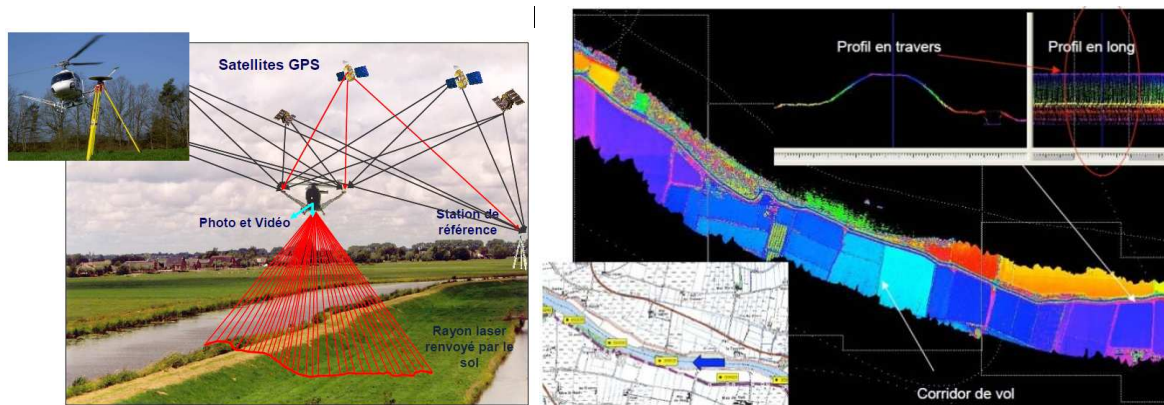 Satellites GPS
Photo et Vidéo
Station de
référence
Rayon laser
renvoyé par le
sol
Profil en travers
Profil en long
Corridor de vol